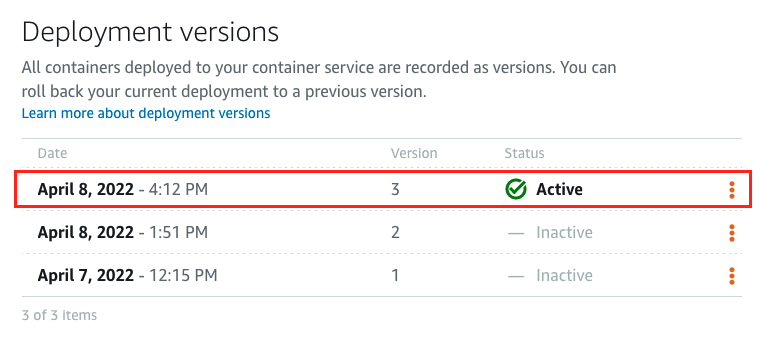 Deployment versions
All containers deployed to your container service are recorded as versions. You can
roll back your current deployment to a previous version.
Learn more about deployment versions
Date Version Status
April 8, 2022 - 4:12 PM 3 Active
April 8, 2022 - 1:51 PM 2 — Inactive
April 7, 2022 - 12:15 PM 1 — Inactive
3 of 3 items